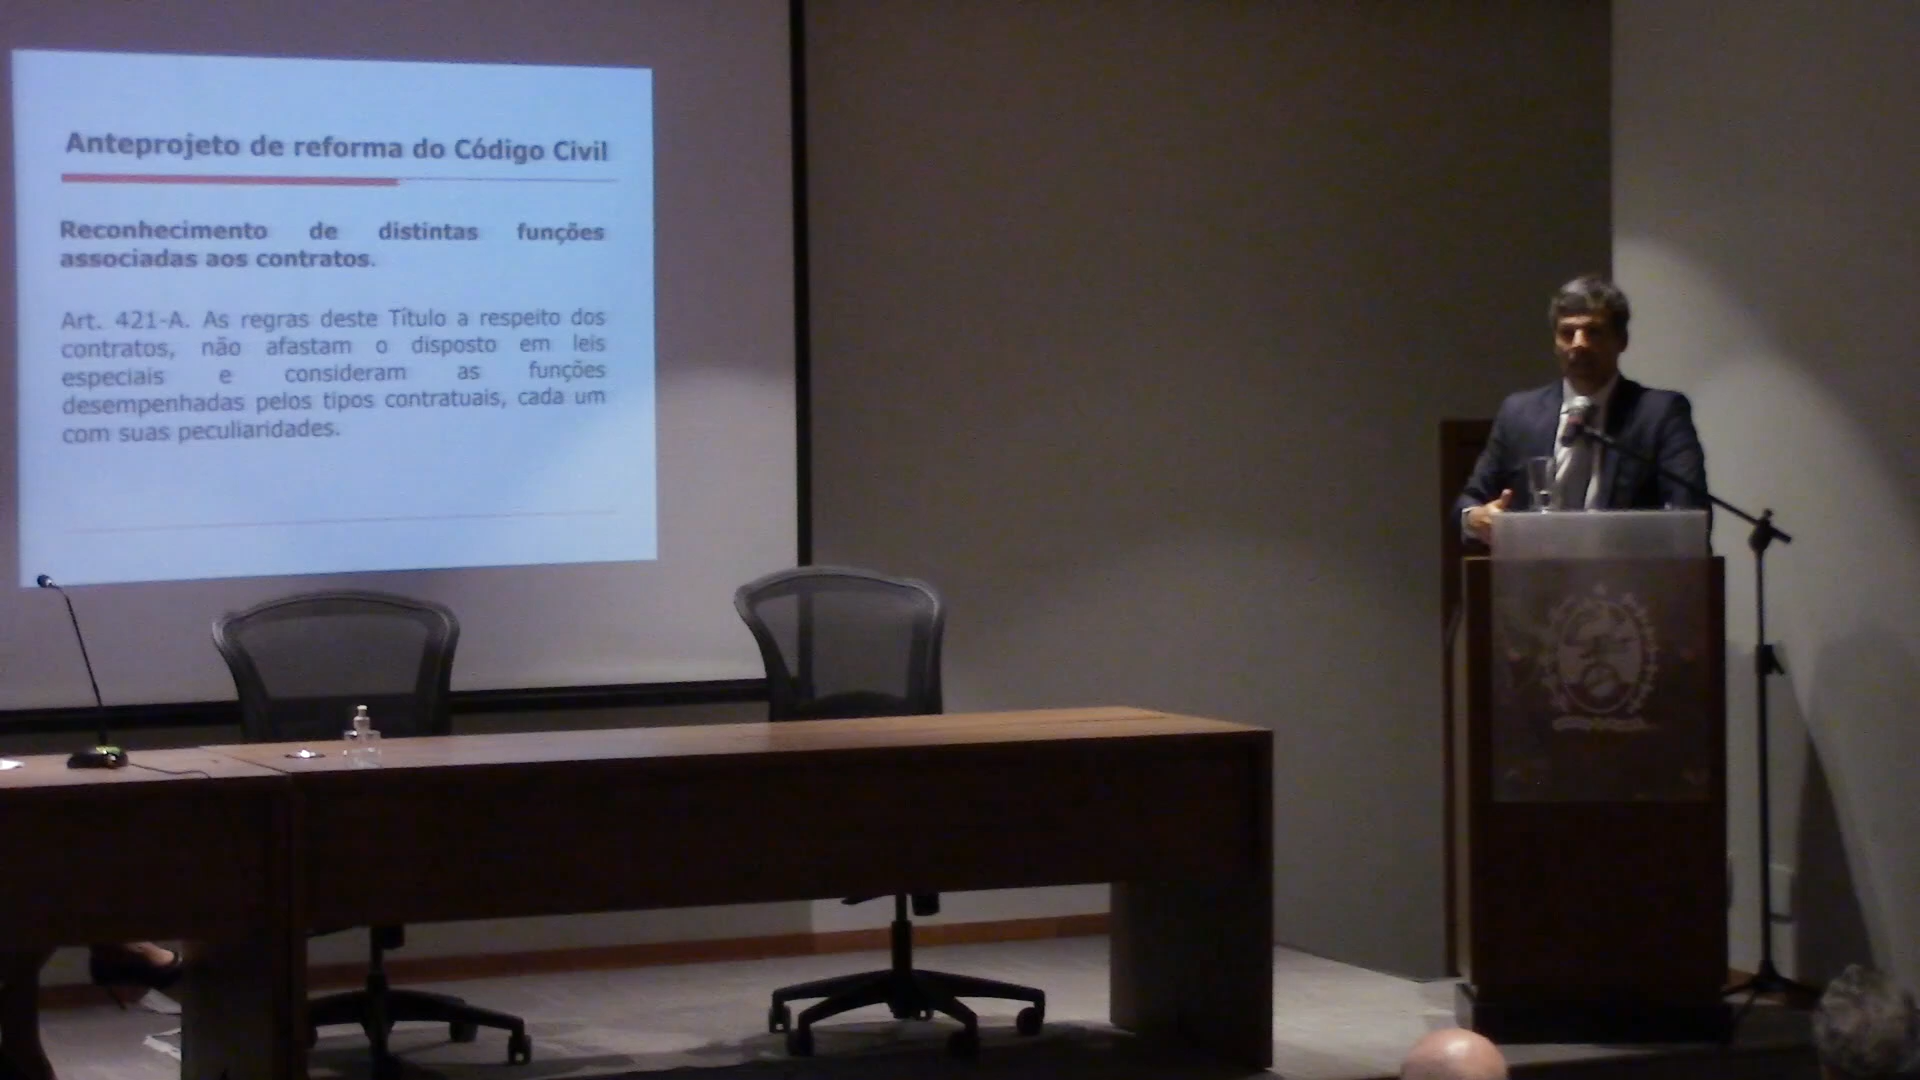 Anteprojeto de reforma do Código Civil
Reconhecimento de distintas funções
associadas aos contratos.
Art. 421-A. As regras deste Título a respeito dos
contratos, não afastam o disposto em leis
especiais e consideram as funções
desempenhadas pelos tipos contratuais, cada um
com suas peculiaridades.